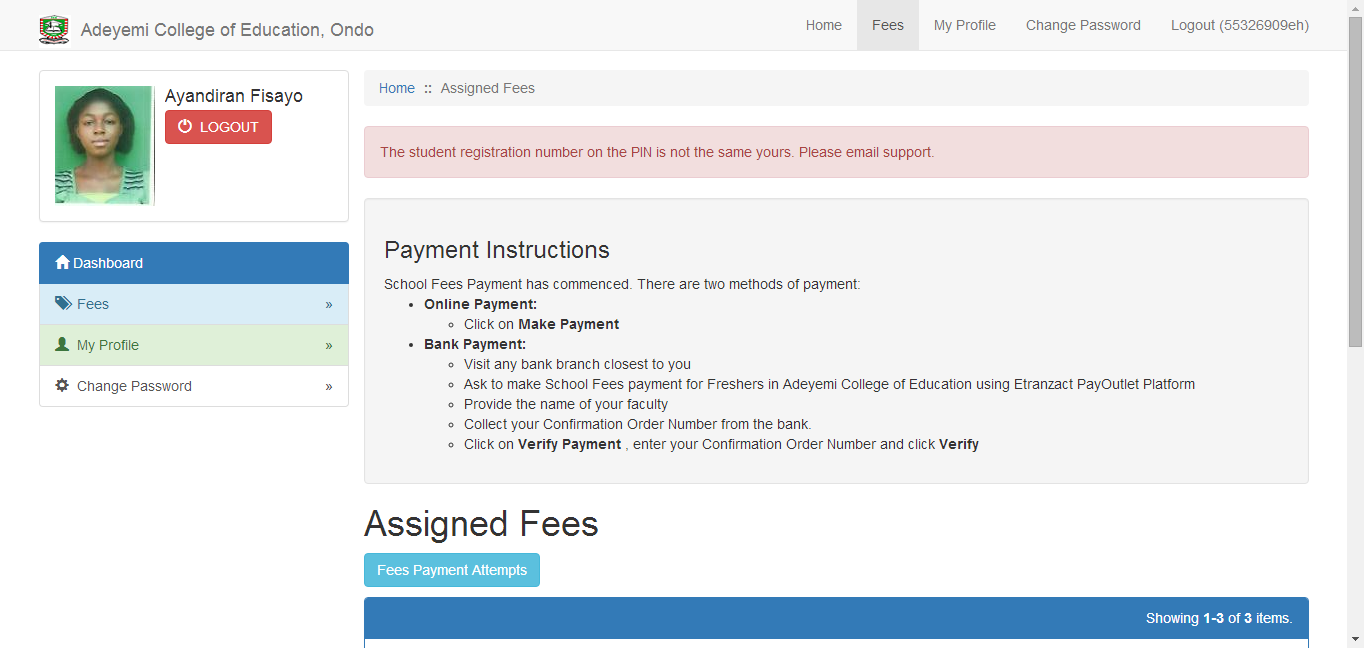 Adeyemi College of Education, Ondo
Home
Fees
My Profile
Change Password
Logout (55326909eh)
Ayandiran Fisayo
LOGOUT
Dashboard
Fees »
My Profile »
Change Password »
Home :: Assigned Fees
The student registration number on the PIN is not the same yours. Please email support.
Payment Instructions
School Fees Payment has commenced. There are two methods of payment:
• Online Payment:
◦ Click on Make Payment
• Bank Payment:
◦ Visit any bank branch closest to you
◦ Ask to make School Fees payment for Freshers in Adeyemi College of Education using Etranzact PayOutlet Platform
◦ Provide the name of your faculty
◦ Collect your Confirmation Order Number from the bank.
◦ Click on Verify Payment , enter your Confirmation Order Number and click Verify
Assigned Fees
Fees Payment Attempts
Showing 1-3 of 3 items.